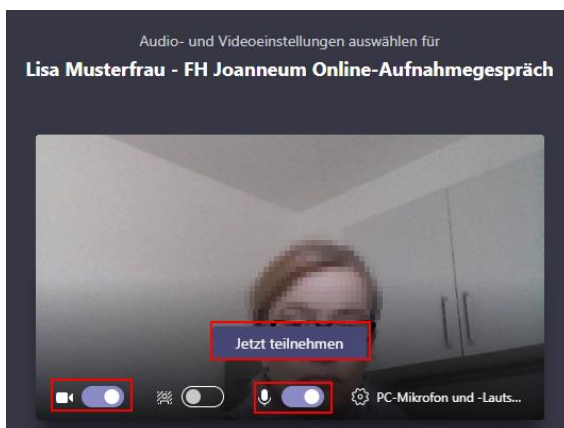 Audio- und Videoeinstellungen auswählen für
Lisa Musterfrau - FH Joanneum Online-Aufnahmegespräch
Jetzt teilnehmen
PC-Mikrofon und -Lauts...